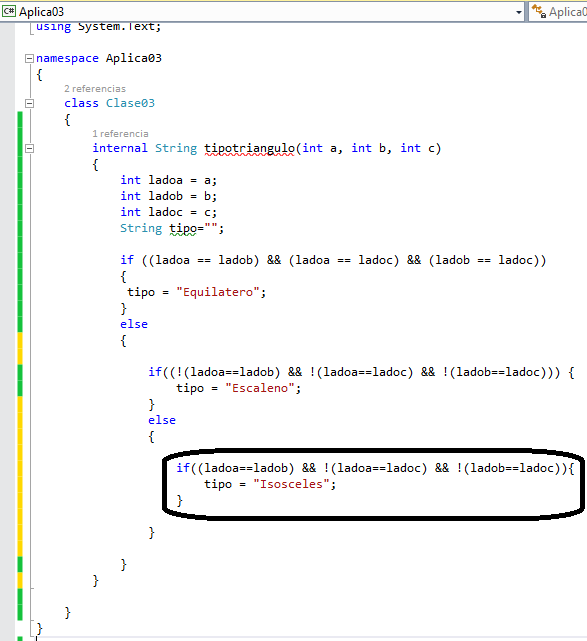 C# Aplica03 Aplica0
using System.Text;
namespace Aplica03
{
2 referencias
class Clase03
{
1 referencia
internal String tipotriangulo(int a, int b, int c)
{
int ladoa = a;
int ladob = b;
int ladoc = c;
String tipo="";
if ((ladoa == ladob) && (ladoa == ladoc) && (ladob == ladoc))
{
tipo = "Equilatero";
}
else
{
if((!(ladoa==ladob) && !(ladoa==ladoc) && !(ladob==ladoc))) {
tipo = "Escaleno";
}
else
{
if((ladoa==ladob) && !(ladoa==ladoc) && !(ladob==ladoc)){
tipo = "Isosceles";
}
}
}
}
}
}